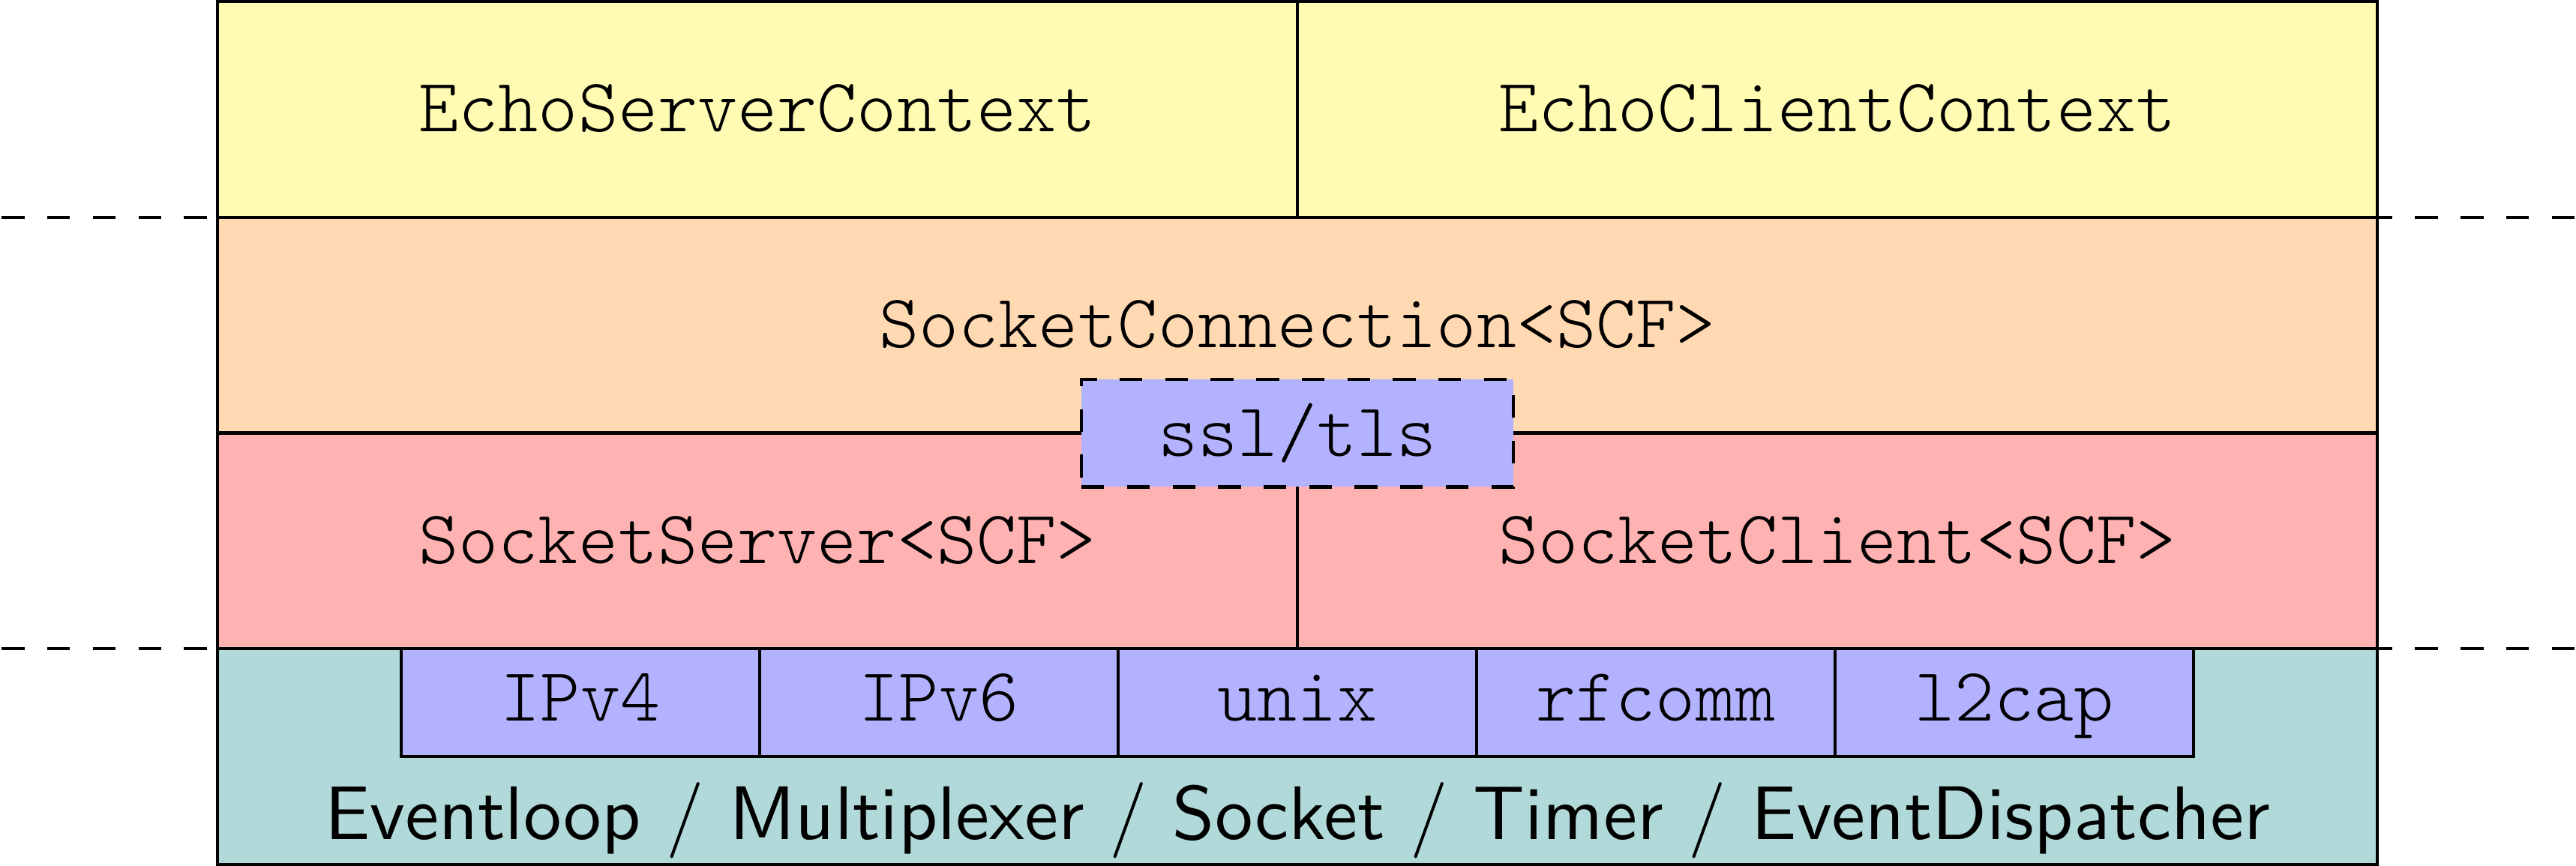 EchoServerContext EchoClientContext
SocketConnection<SCF>
ssl/tls
SocketServer<SCF> SocketClient<SCF>
IPv4 IPv6 unix rfcomm l2cap
Eventloop / Multiplexer / Socket / Timer / EventDispatcher